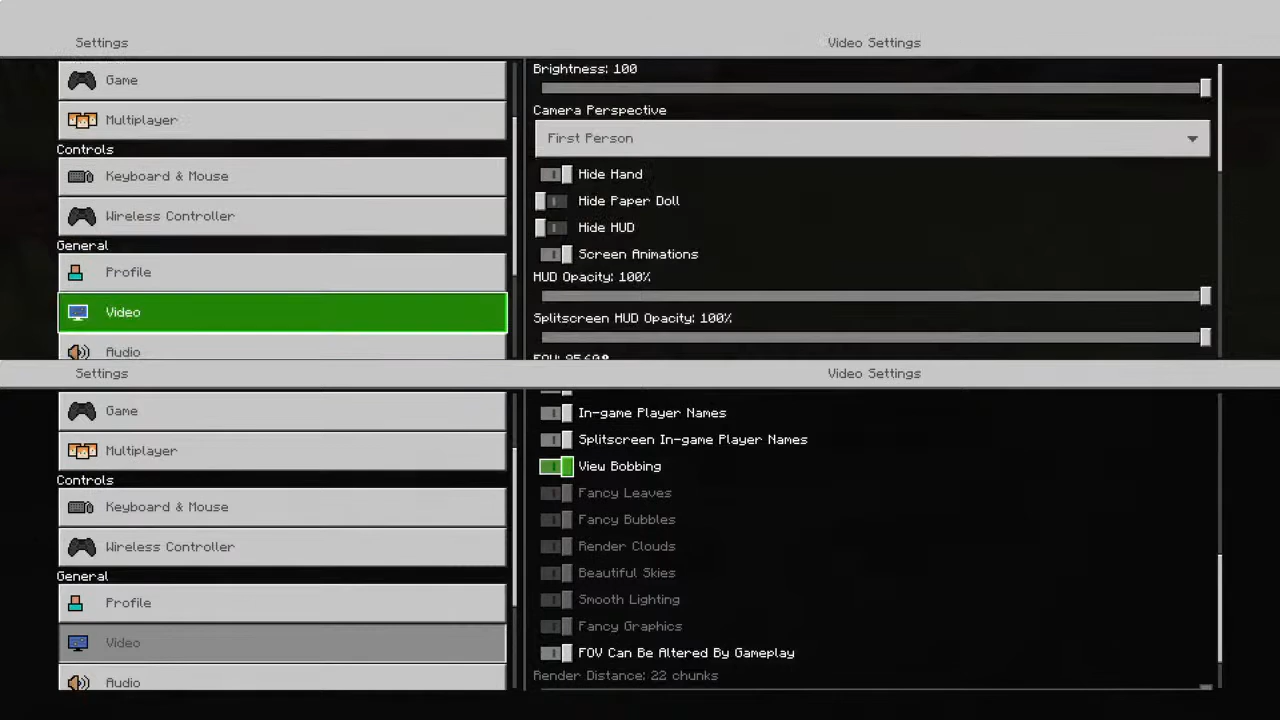 Settings
Video Settings
Game
Multiplayer
Controls
Keyboard & Mouse
Wireless Controller
General
Profile
Video
Audio
Brightness: 100
Camera Perspective
First Person
Hide Hand
Hide Paper Doll
Hide HUD
Screen Animations
HUD Opacity: 100%
Splitscreen HUD Opacity: 100%
Settings
Video Settings
Game
Multiplayer
Controls
Keyboard & Mouse
Wireless Controller
General
Profile
Video
Audio
In-game Player Names
Splitscreen In-game Player Names
View Bobbing
Fancy Leaves
Fancy Bubbles
Render Clouds
Beautiful Skies
Smooth Lighting
Fancy Graphics
FOV Can Be Altered By Gameplay
Render Distance: 22 chunks